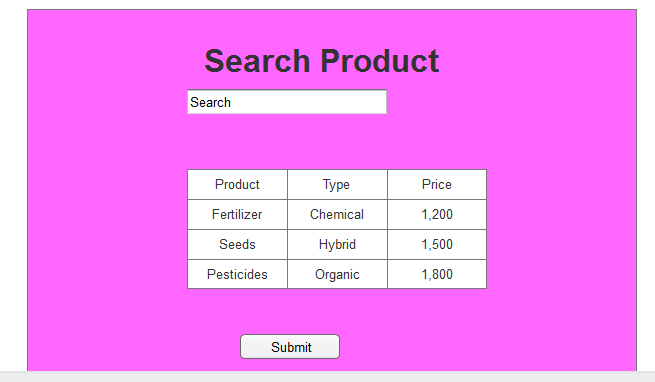 Search Product
Search
Product Type Price
Fertilizer Chemical 1,200
Seeds Hybrid 1,500
Pesticides Organic 1,800
Submit